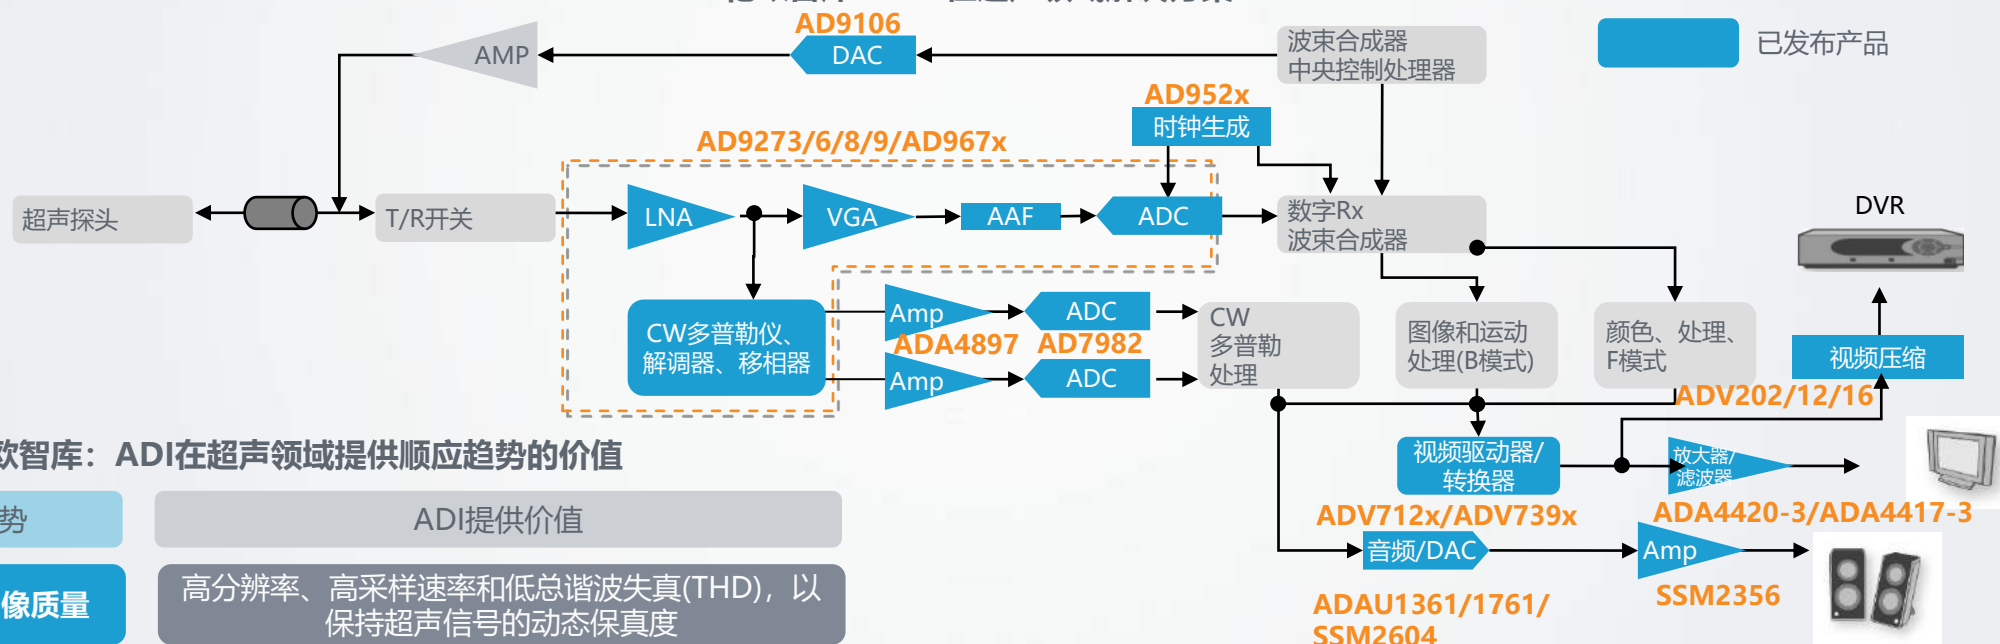 AD9106
AMP
DAC
波束合成器
中央控制处理器
已发布产品
AD952x
时钟生成
AD9273/6/8/9/AD967x
超声探头
T/R开关
LNA
VGA
AAF
ADC
数字Rx
波束合成器
DVR
CW多普勒仪、
解调器、移相器
Amp
ADC
ADA4897
AD7982
Amp
ADC
CW
多普勒
处理
图像和运动
处理(B模式)
颜色、处理、
F模式
视频压缩
ADV202/12/16
视频驱动器/
转换器
放大器/
滤波器
ADV712x/ADV739x
ADA4420-3/ADA4417-3
音频/DAC
Amp
ADAU1361/1761/
SSM2604
SSM2356
欧智库：ADI在超声领域提供顺应趋势的价值
势
ADI提供价值
像质量
高分辨率、高采样速率和低总谐波失真(THD)，以
保持超声信号的动态保真度